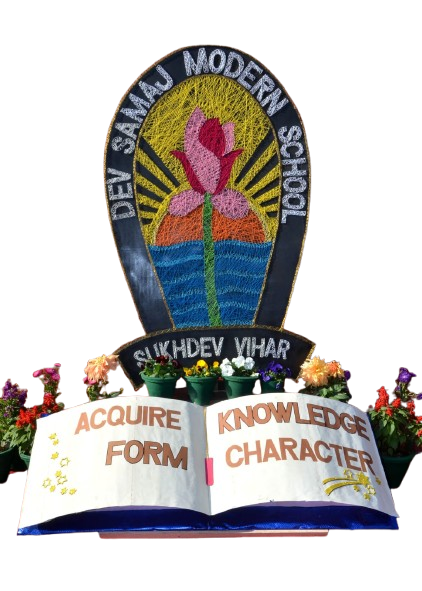 DEV SAMAJ MODERN SCHOOL
SUKHDEV VIHAR
ACQUIRE KNOWLEDGE
FORM CHARACTER